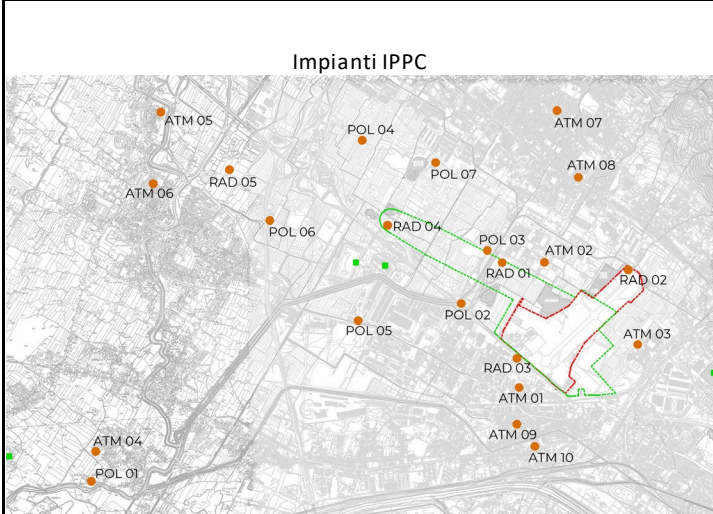 Impianti IPPC
ATM 05
ATM 07
POL 04
POL 07
ATM 08
RAD 05
ATM 06
POL 06
RAD 04
POL 03
ATM 02
RAD 01
RAD 02
POL 02
POL 05
ATM 03
RAD 03
ATM 01
ATM 09
ATM 04
ATM 10
POL 01